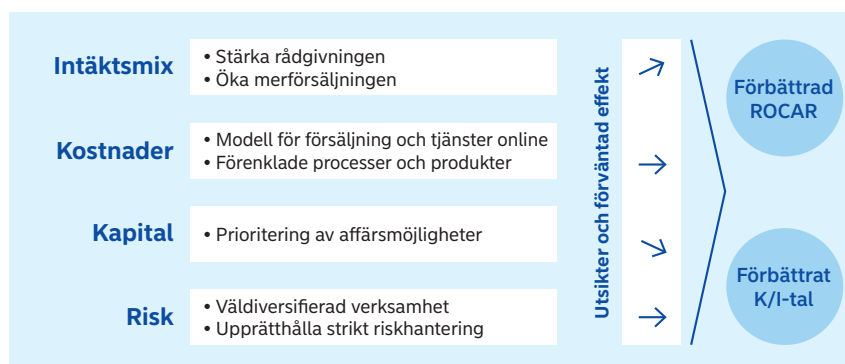 Intäktsmix
• Stärka rådgivningen
• Öka merförsäljningen
Kostnader
• Modell för försäljning och tjänster online
• Förenklade processer och produkter
Kapital
• Prioritering av affärsmöjligheter
Risk
• Väldiversifierad verksamhet
• Upprätthålla strikt riskhantering
Utsikter och förväntad effekt
Förbättrad
ROCAR
Förbättrat
K/I-tal